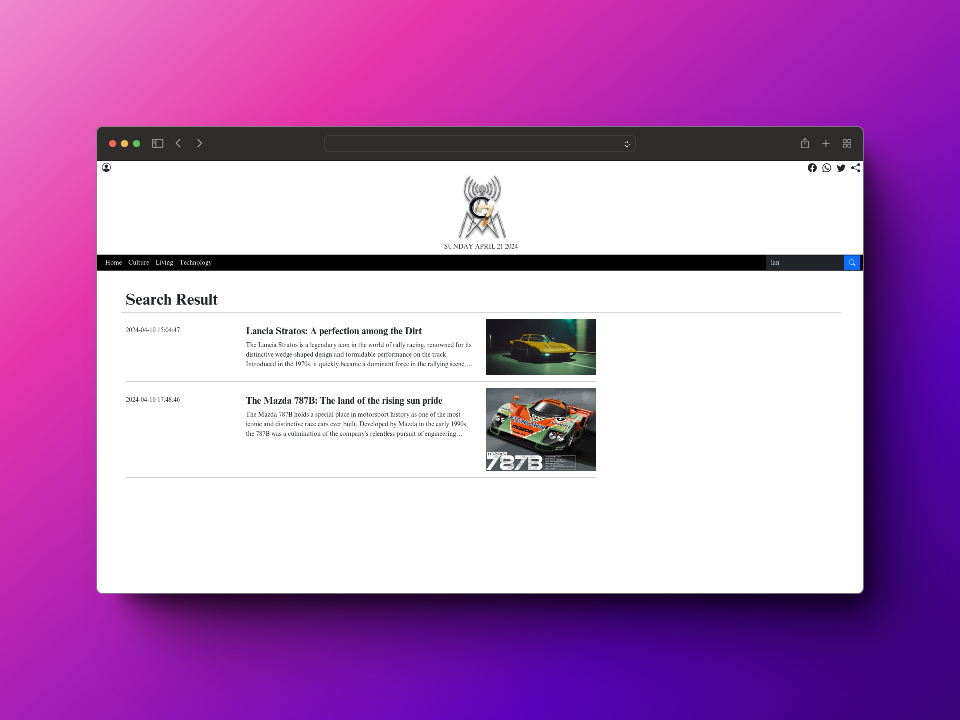 SUNDAY APRIL 21 2024
Home Culture Living Technology
lan
Search Result
2024-04-10 15:04:47
Lancia Stratos: A perfection among the Dirt
The Lancia Stratos is a legendary icon in the world of rally racing, renowned for its
distinctive wedge-shaped design and formidable performance on the track.
Introduced in the 1970s, it quickly became a dominant force in the rallying scene,…
2024-04-10 17:48:46
The Mazda 787B: The land of the rising sun pride
The Mazda 787B holds a special place in motorsport history as one of the most
iconic and distinctive race cars ever built. Developed by Mazda in the early 1990s,
the 787B was a culmination of the company's relentless pursuit of engineering…
787B